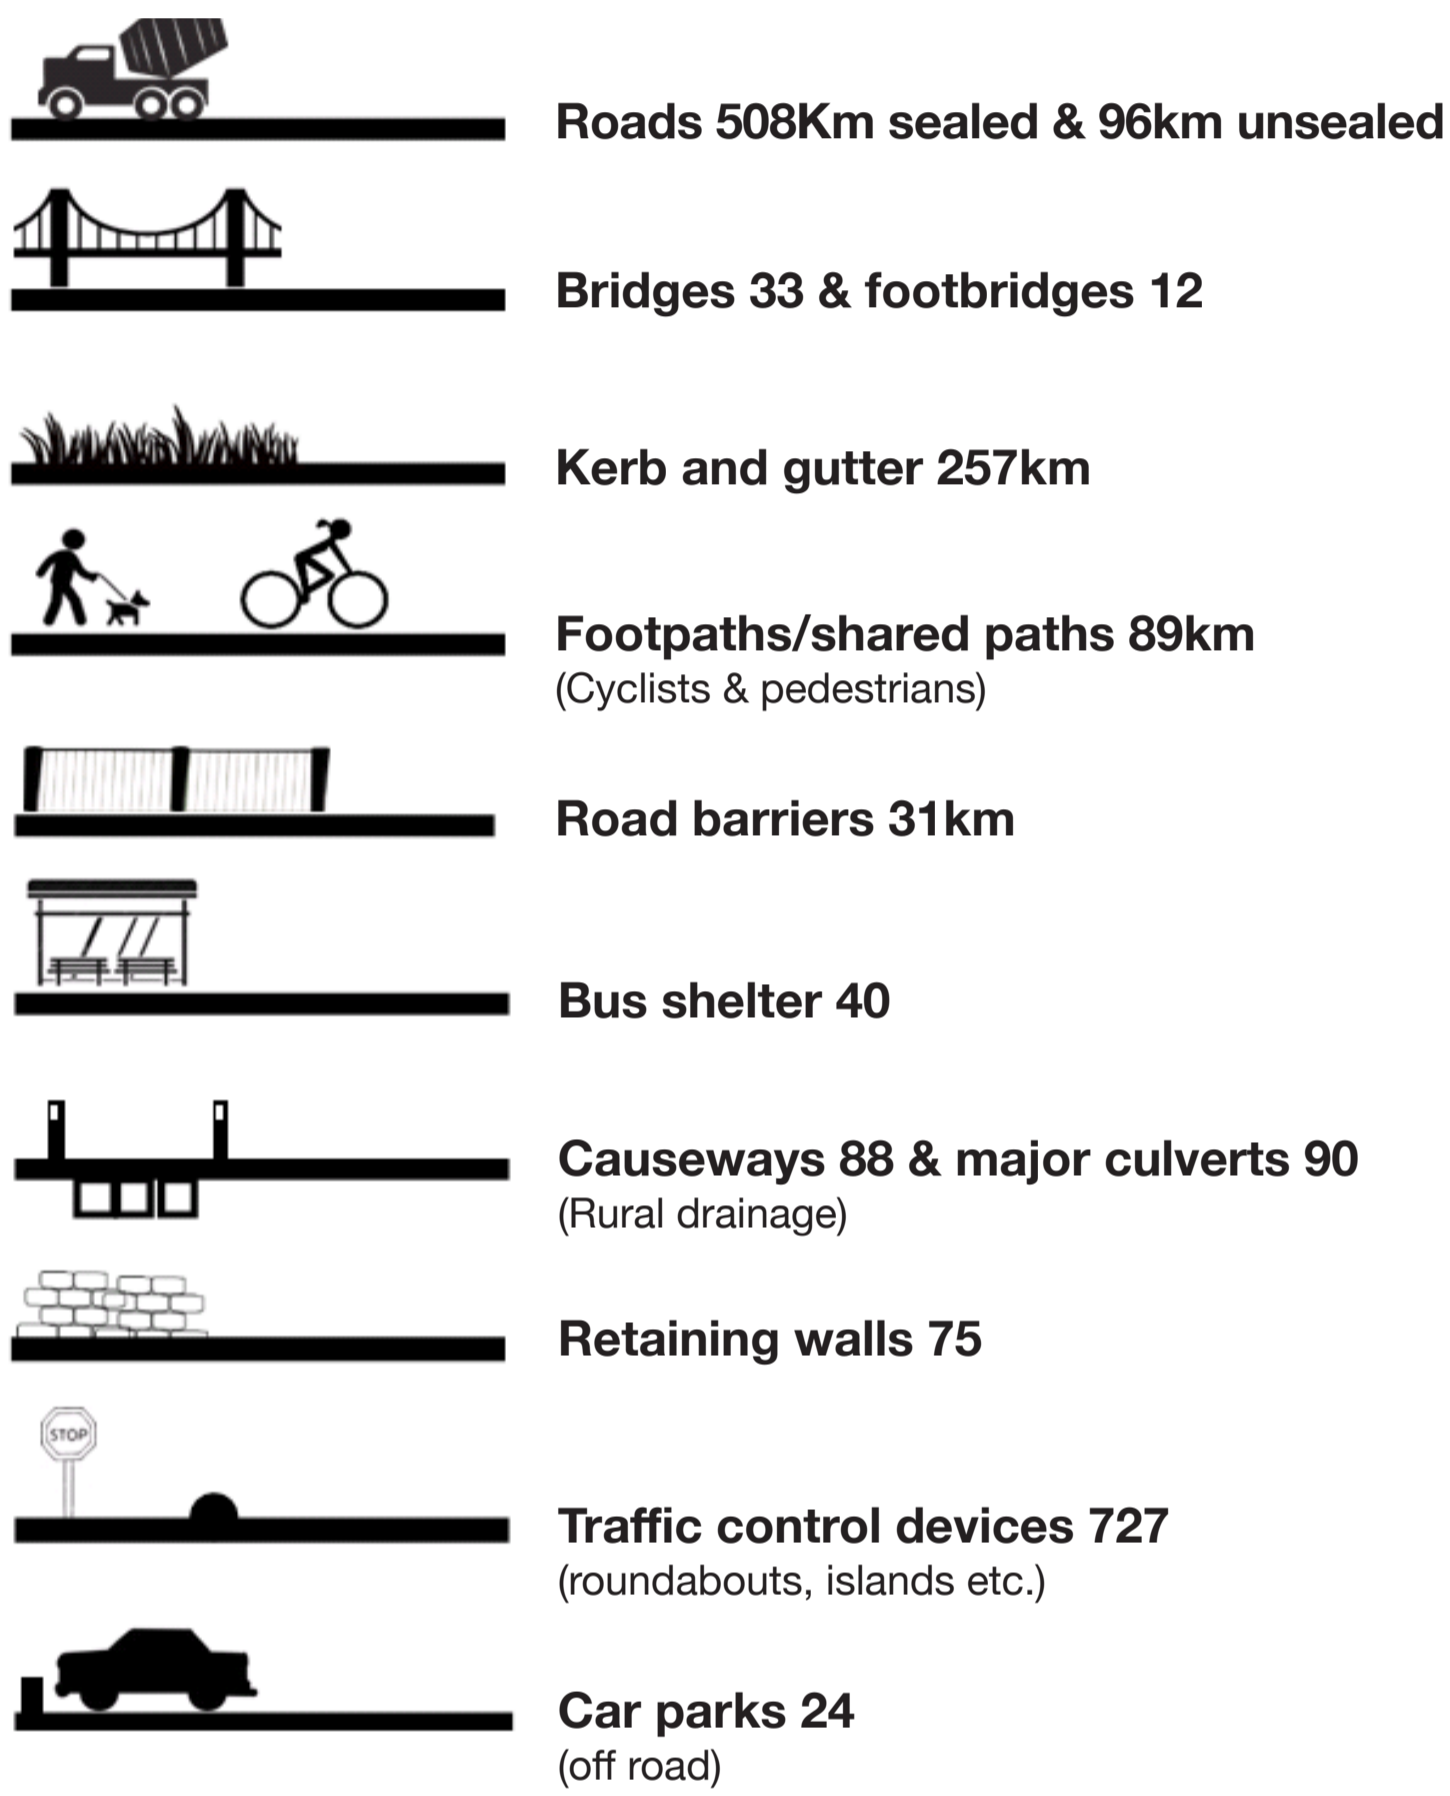 Roads 508Km sealed & 96km unsealed
Bridges 33 & footbridges 12
Kerb and gutter 257km
Footpaths/shared paths 89km
(Cyclists & pedestrians)
Road barriers 31km
Bus shelter 40
Causeways 88 & major culverts 90
(Rural drainage)
Retaining walls 75
STOP
Traffic control devices 727
(roundabouts, islands etc.)
Car parks 24
(off road)